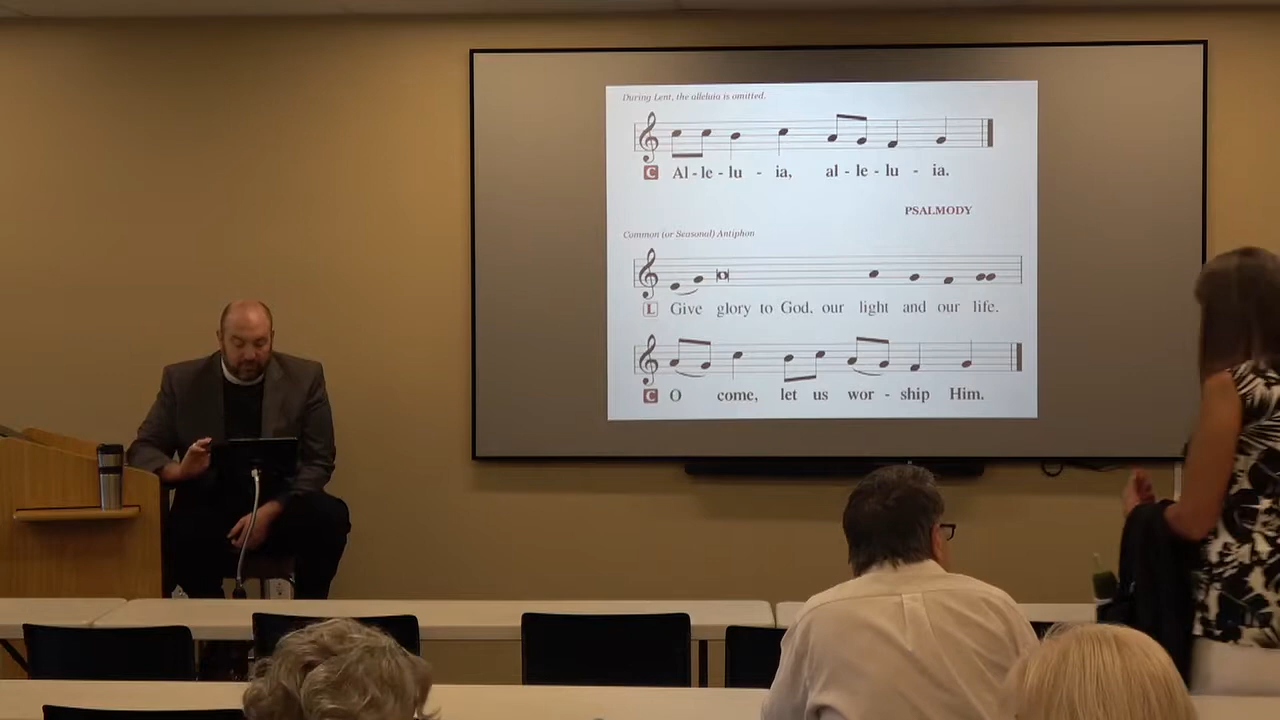 During Lent, the alleluia is omitted.
C Al - le - lu - ia, al - le - lu - ia.
PSALMODY
Common (or Seasonal) Antiphon
L Give glory to God, our light and our life.
C O come, let us wor - ship Him.